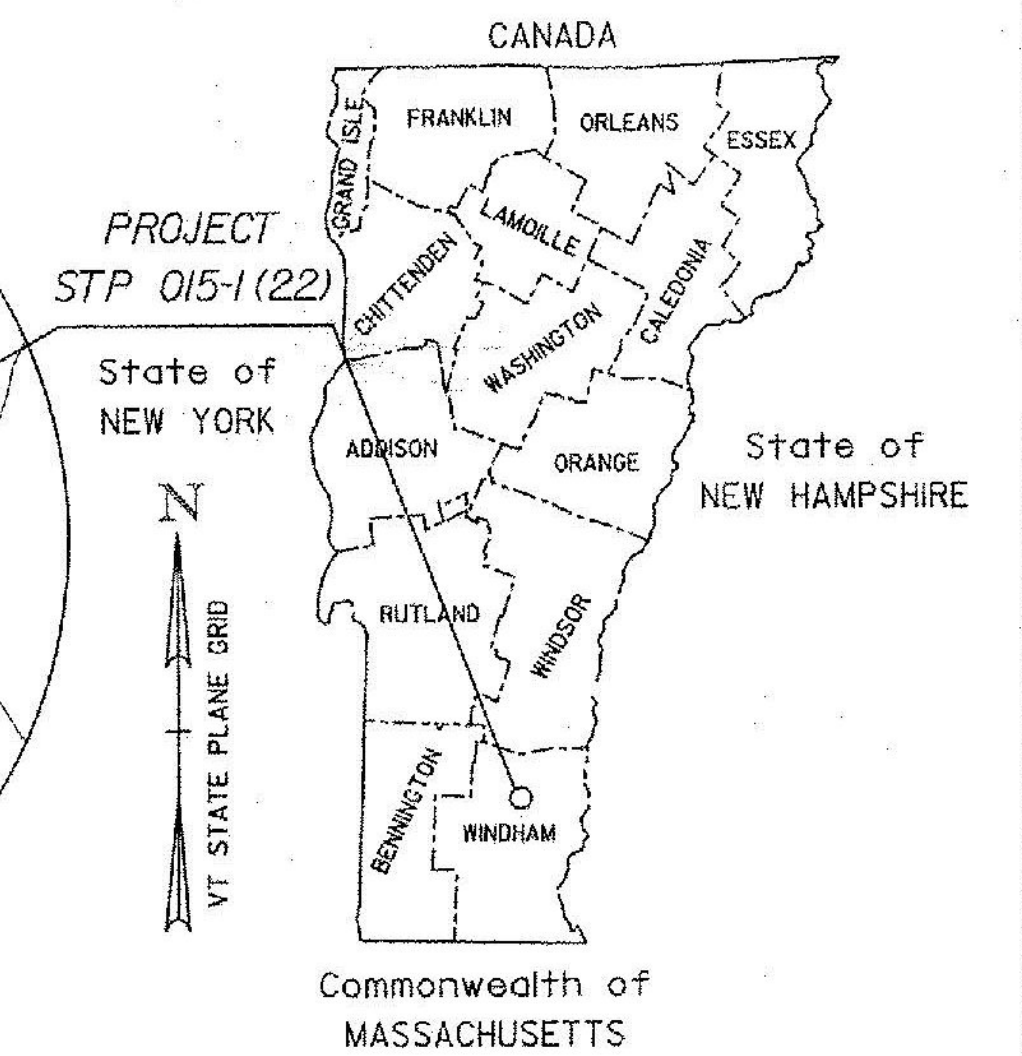 CANADA
FRANKLIN
ORLEANS
ESSEX
GRAND ISLE
LAMOILLE
PROJECT
STP 015-1(22)
CHITTENDEN
CALEDONIA
WASHINGTON
State of
NEW YORK
ADDISON
ORANGE
State of
NEW HAMPSHIRE
N
VT STATE PLANE GRID
RUTLAND
WINDSOR
BENNINGTON
WINDHAM
Commonwealth of
MASSACHUSETTS